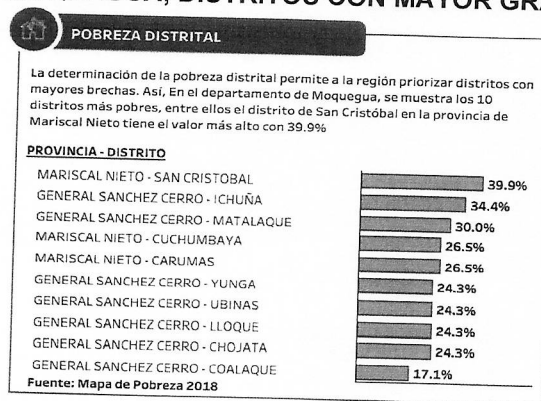 DISTRITOS CON MAYOR
POBREZA DISTRITAL
La determinación de la pobreza distrital permite a la región priorizar distritos con
mayores brechas. Así, En el departamento de Moquegua, se muestra los 10
distritos más pobres, entre ellos el distrito de San Cristóbal en la provincia de
Mariscal Nieto tiene el valor más alto con 39.9%
PROVINCIA - DISTRITO
MARISCAL NIETO - SAN CRISTOBAL 39.9%
GENERAL SANCHEZ CERRO - ICHUÑA 34.4%
GENERAL SANCHEZ CERRO - MATALAQUE 30.0%
MARISCAL NIETO - CUCHUMBAYA 26.5%
MARISCAL NIETO - CARUMAS 26.5%
GENERAL SANCHEZ CERRO - YUNGA 24.3%
GENERAL SANCHEZ CERRO - UBINAS 24.3%
GENERAL SANCHEZ CERRO - LLOQUE 24.3%
GENERAL SANCHEZ CERRO - CHOJATA 24.3%
GENERAL SANCHEZ CERRO - COALAQUE 17.1%
Fuente: Mapa de Pobreza 2018